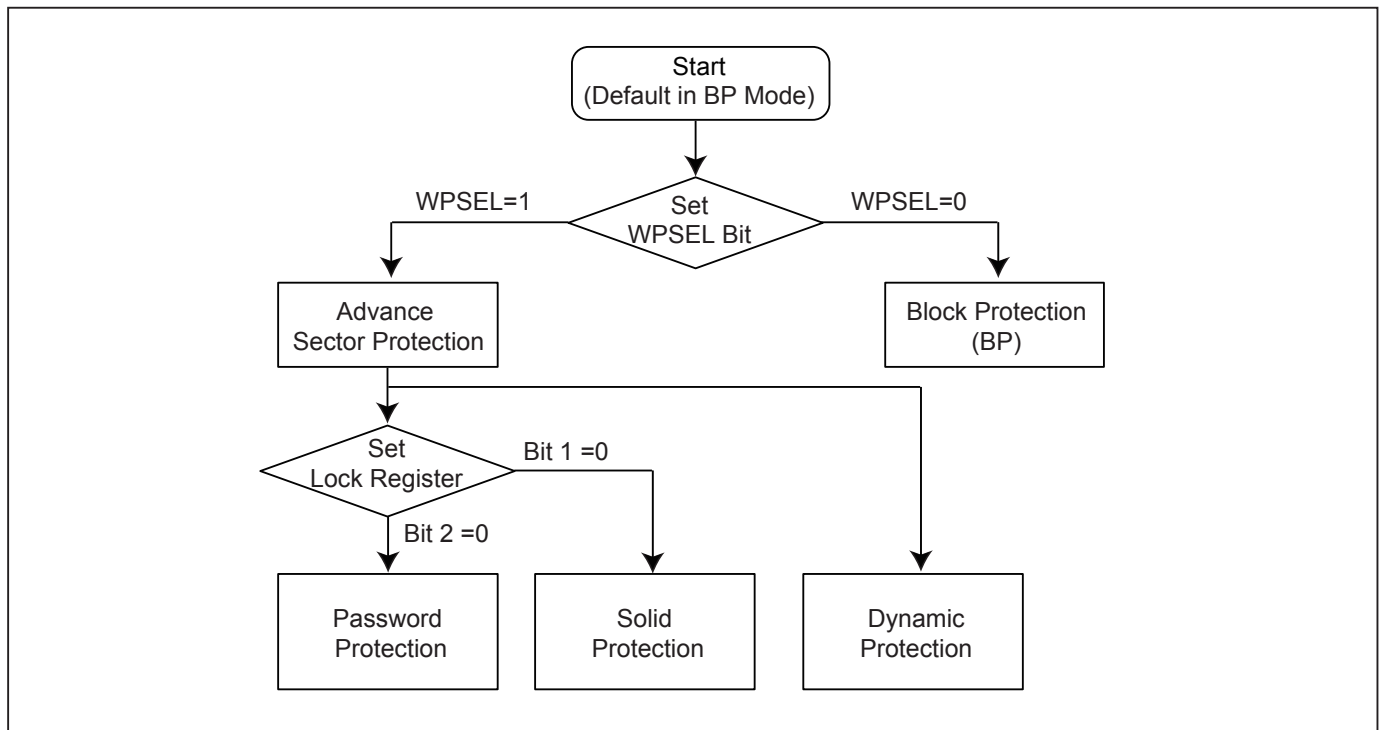 Start
(Default in BP Mode)
WPSEL=1
Set
WPSEL Bit
WPSEL=0
Advance
Sector Protection
Block Protection
(BP)
Set
Lock Register
Bit 1 =0
Bit 2 =0
Password
Protection
Solid
Protection
Dynamic
Protection